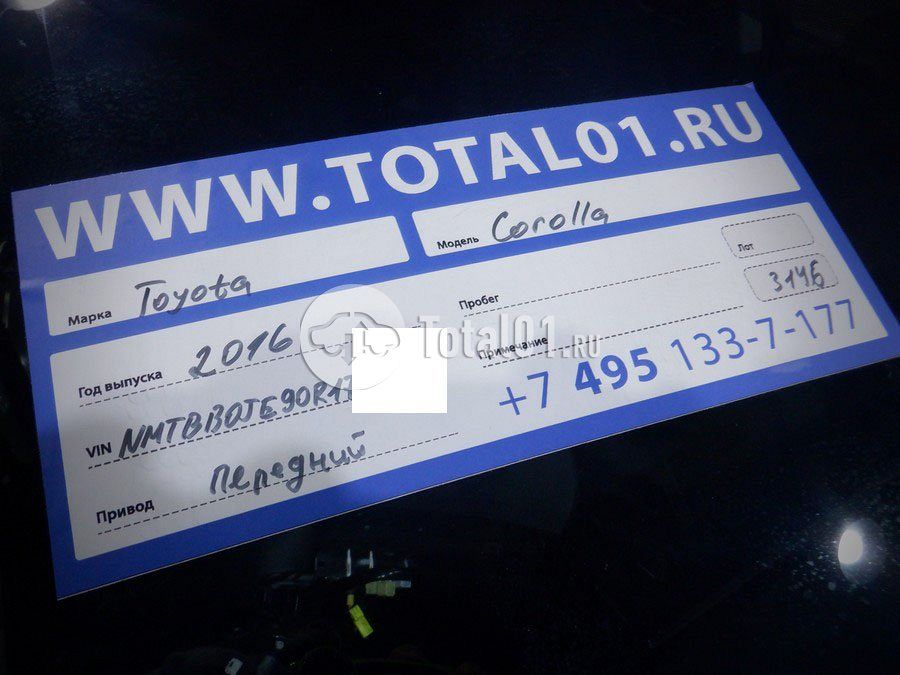 WWW.TOTAL01.RU
Марка Toyota
Модель Corolla
Год выпуска 2016
Пробег
Лот
314Б
VIN NMTBB0JE90R1
Примечание
+7 495 133-7-177
Привод передний
Total01.RU